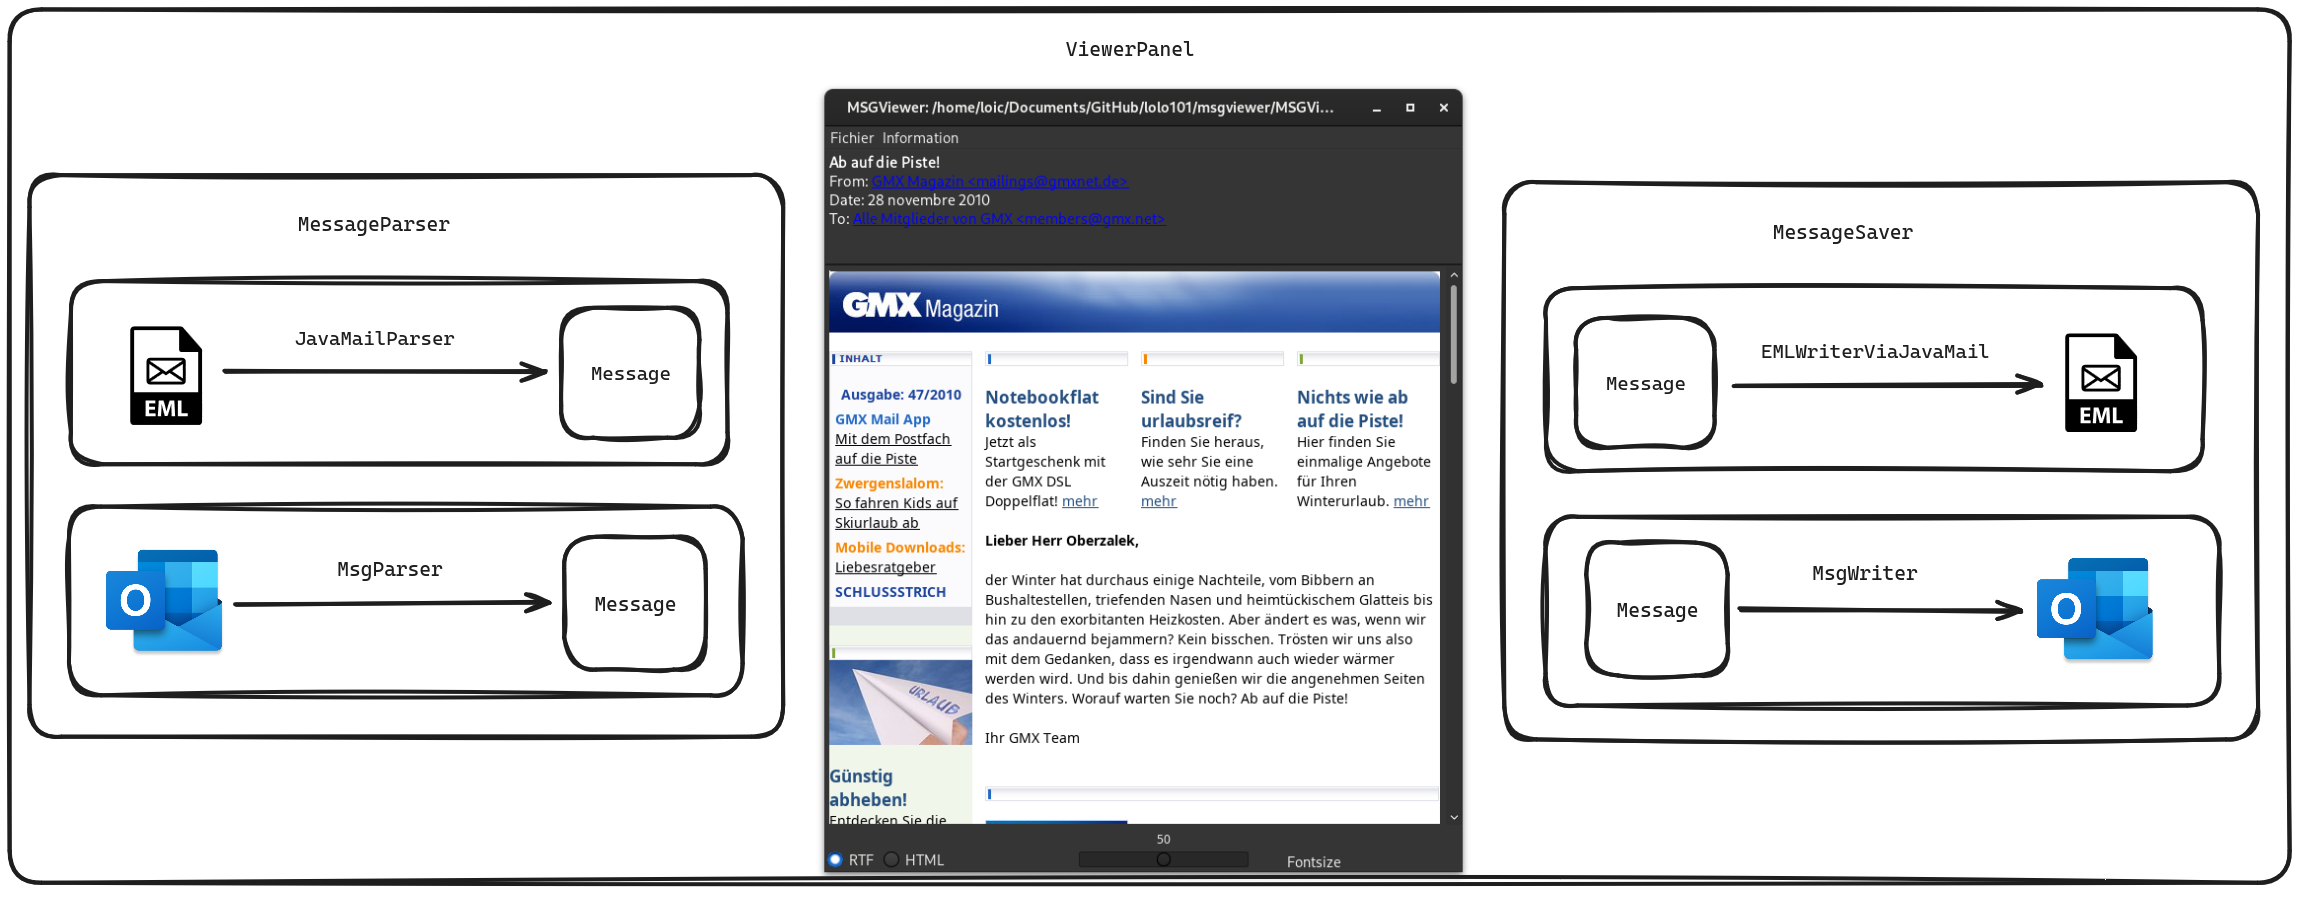 ViewerPanel
MessageParser
JavaMailParser
EML
Message
MsgParser
O
Message
MSGViewer: /home/loic/Documents/GitHub/lolo101/msgviewer/MSGVi...
Fichier Information
Ab auf die Piste!
From: GMX Magazin <mailings@gmxnet.de>
Date: 28 novembre 2010
To: Alle Mitglieder von GMX <members@gmx.net>
GMX Magazin
INHALT
Ausgabe: 47/2010
GMX Mail App
Mit dem Postfach
auf die Piste
Zwergenslalom:
So fahren Kids auf
Skiurlaub ab
Mobile Downloads:
Liebesratgeber
SCHLUSSSTRICH
URLAUB
Günstig
abheben!
Entdecken Sie die
Notebookflat
kostenlos!
Jetzt als
Startgeschenk mit
der GMX DSL
Doppelflat! mehr
Sind Sie
urlaubsreif?
Finden Sie heraus,
wie sehr Sie eine
Auszeit nötig haben.
mehr
Nichts wie ab
auf die Piste!
Hier finden Sie
einmalige Angebote
für Ihren
Winterurlaub. mehr
Lieber Herr Oberzalek,
der Winter hat durchaus einige Nachteile, vom Bibbern an
Bushaltestellen, triefenden Nasen und heimtückischem Glatteis bis
hin zu den exorbitanten Heizkosten. Aber ändert es was, wenn wir
das andauernd bejammern? Kein bisschen. Trösten wir uns also
mit dem Gedanken, dass es irgendwann auch wieder wärmer
werden wird. Und bis dahin genießen wir die angenehmen Seiten
des Winters. Worauf warten Sie noch? Ab auf die Piste!
Ihr GMX Team
50
RTF HTML Fontsize
MessageSaver
Message
EMLWriterViaJavaMail
EML
Message
MsgWriter
O